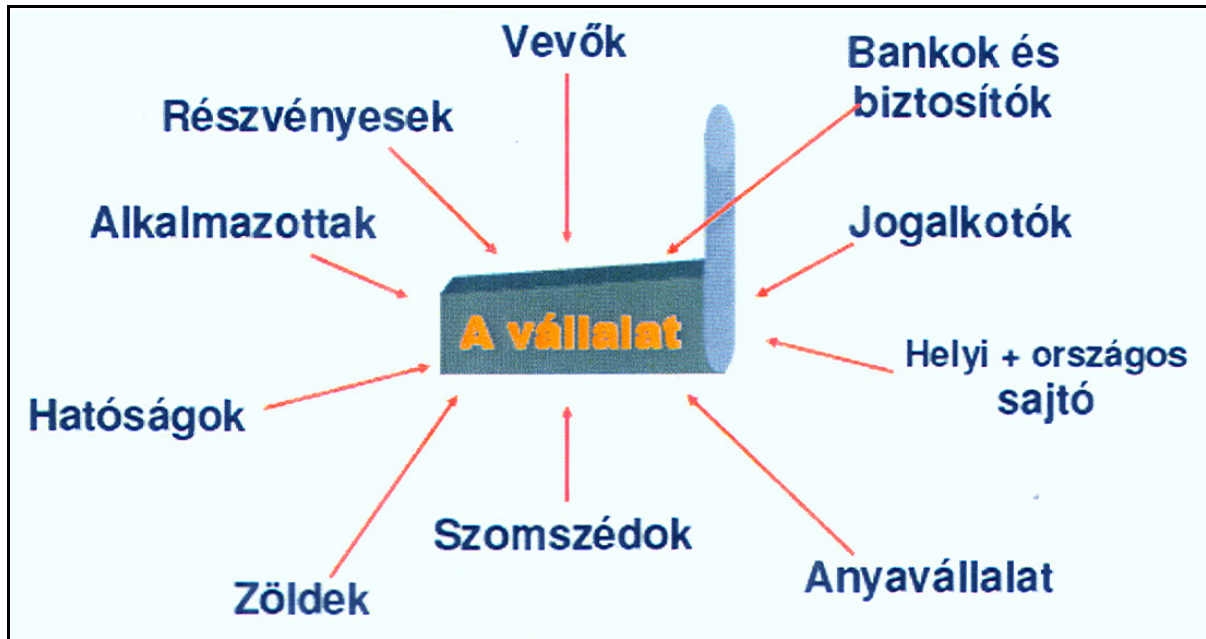 Vevők
Bankok és
biztosítók
Részvényesek
Alkalmazottak
Jogalkotók
A vállalat
Helyi + országos
sajtó
Hatóságok
Szomszédok
Anyavállalat
Zöldek